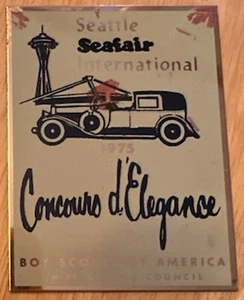 Seattle
Seafair
International
1975
Concours d'Elegance
BOY SCOUTS OF AMERICA
COUNCIL